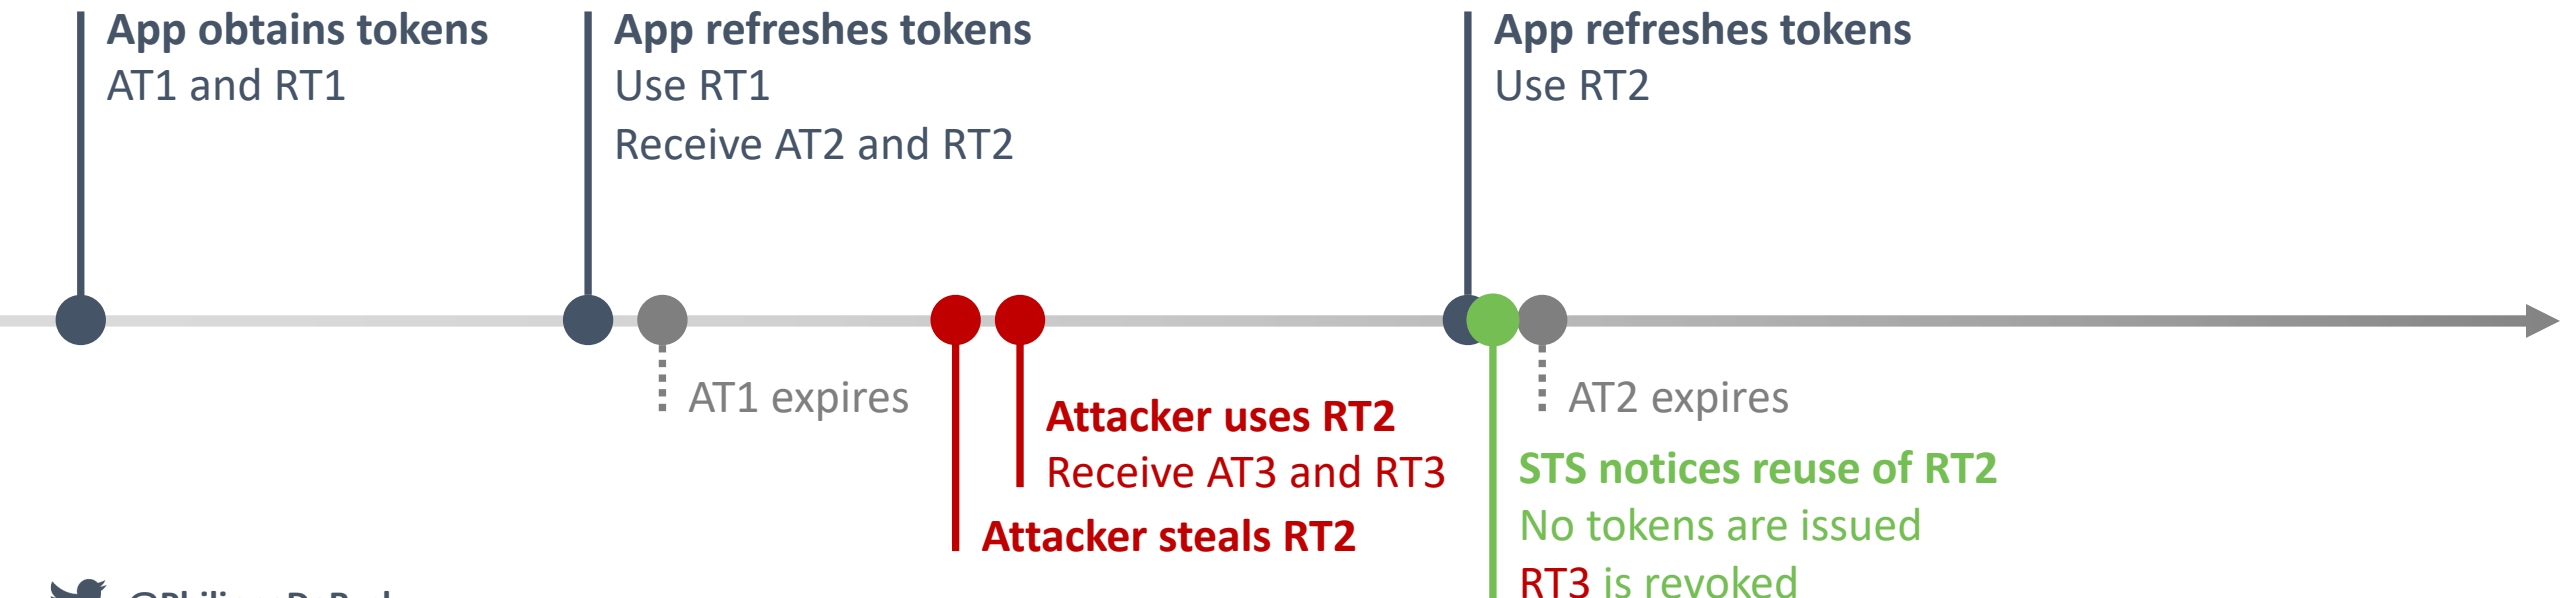 App obtains tokens
AT1 and RT1
App refreshes tokens
Use RT1
Receive AT2 and RT2
App refreshes tokens
Use RT2
AT1 expires
Attacker uses RT2
Receive AT3 and RT3
Attacker steals RT2
AT2 expires
STS notices reuse of RT2
No tokens are issued
RT3 is revoked